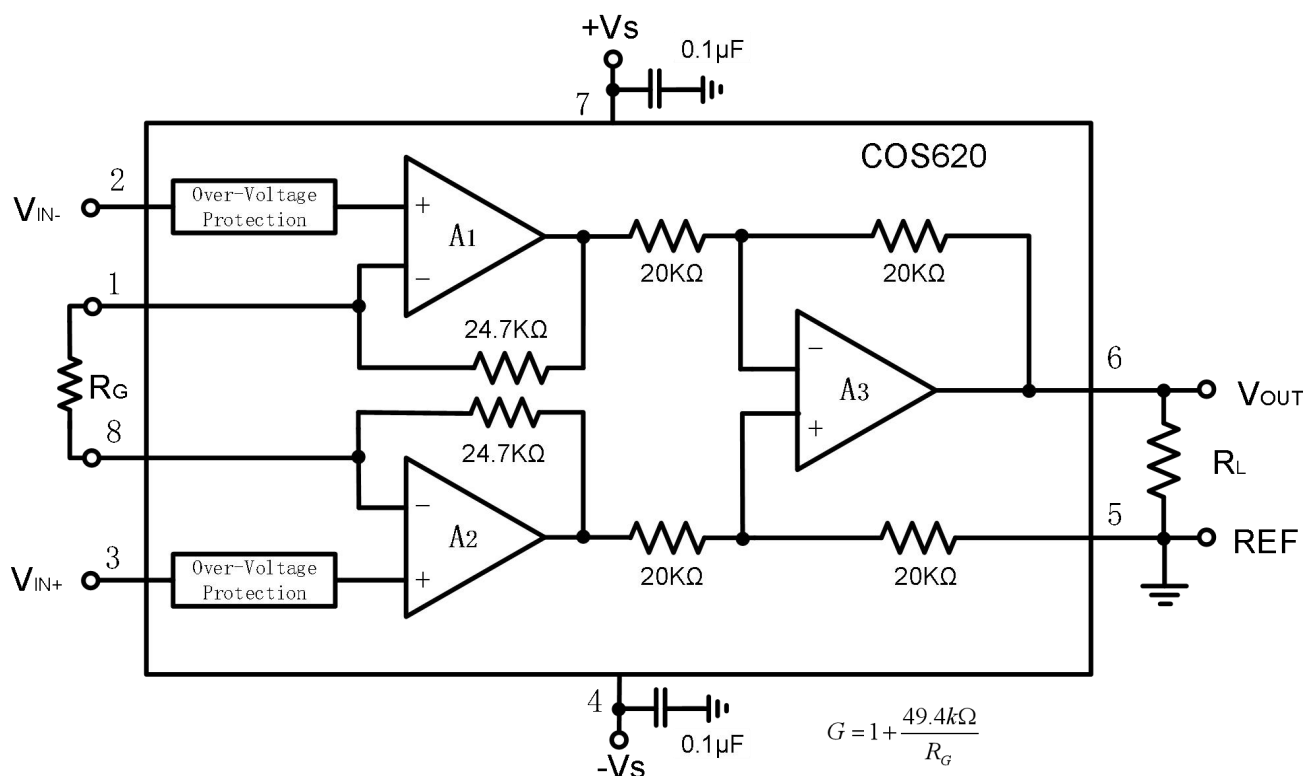 +Vs
0.1µF
7
COS620
2
VIN-
Over-Voltage
Protection
+
A1
−
20KΩ
20KΩ
1
24.7KΩ
RG
−
A3
+
6
VOUT
8
24.7KΩ
RL
−
A2
+
5
REF
3
VIN+
Over-Voltage
Protection
20KΩ
20KΩ
4
0.1µF
-Vs
G = 1 + 49.4kΩ / RG